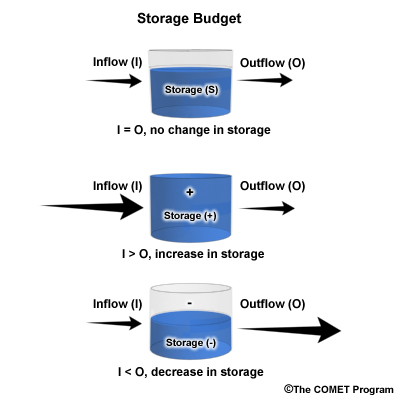 Storage Budget
Inflow (I)
Outflow (O)
Storage (S)
I = O, no change in storage
Inflow (I)
Outflow (O)
+
Storage (+)
I > O, increase in storage
Inflow (I)
Outflow (O)
-
Storage (-)
I < O, decrease in storage
©The COMET Program